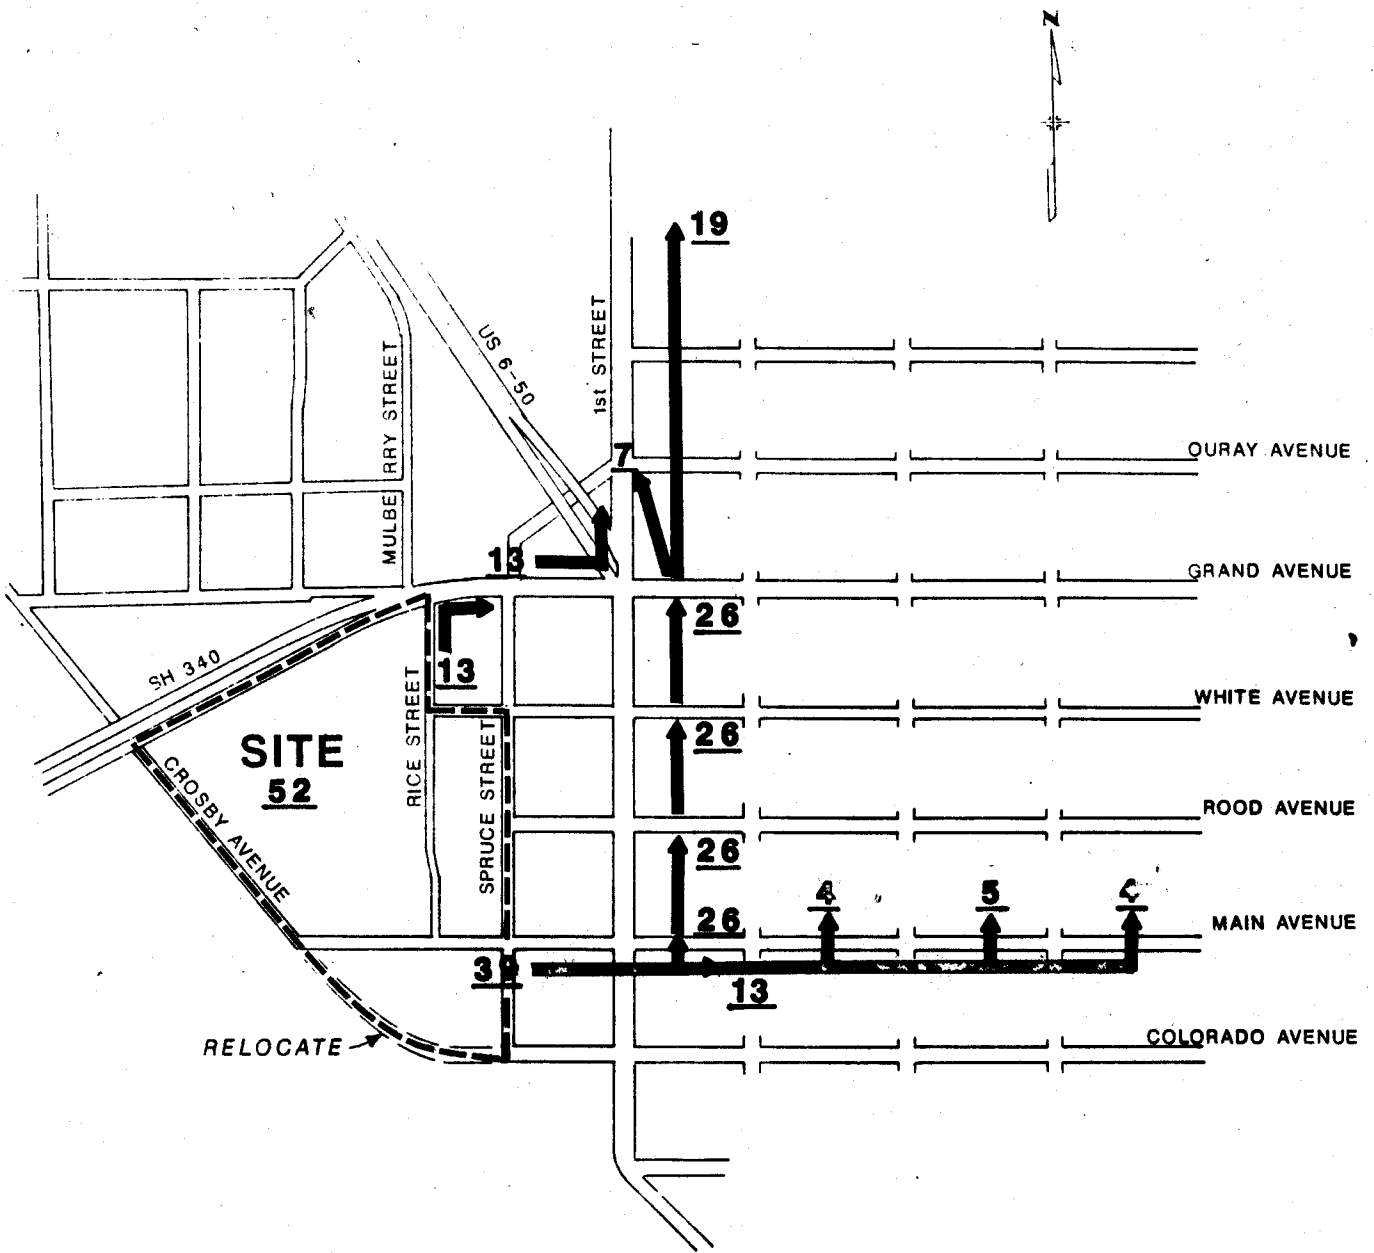 N
19
US 6-50
1st STREET
MULBERRY STREET
7
OURAY AVENUE
13
GRAND AVENUE
26
SH 340
13
RICE STREET
WHITE AVENUE
26
SITE
52
CROSBY AVENUE
SPRUCE STREET
ROOD AVENUE
26
4
5
26
MAIN AVENUE
13
RELOCATE
COLORADO AVENUE